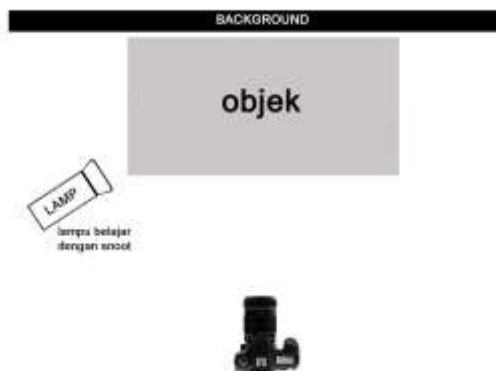 BACKGROUND
objek
LAMP
lampu belajar
dengan snoot